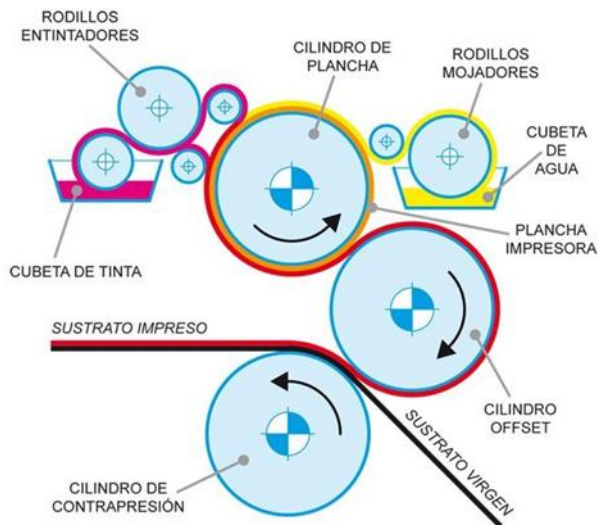 RODILLOS
ENTINTADORES
CILINDRO DE
PLANCHA
RODILLOS
MOJADORES
CUBETA
DE
AGUA
PLANCHA
IMPRESORA
CUBETA DE TINTA
SUSTRATO IMPRESO
CILINDRO
OFFSET
SUSTRATO VIRGEN
CILINDRO DE
CONTRAPRESIÓN